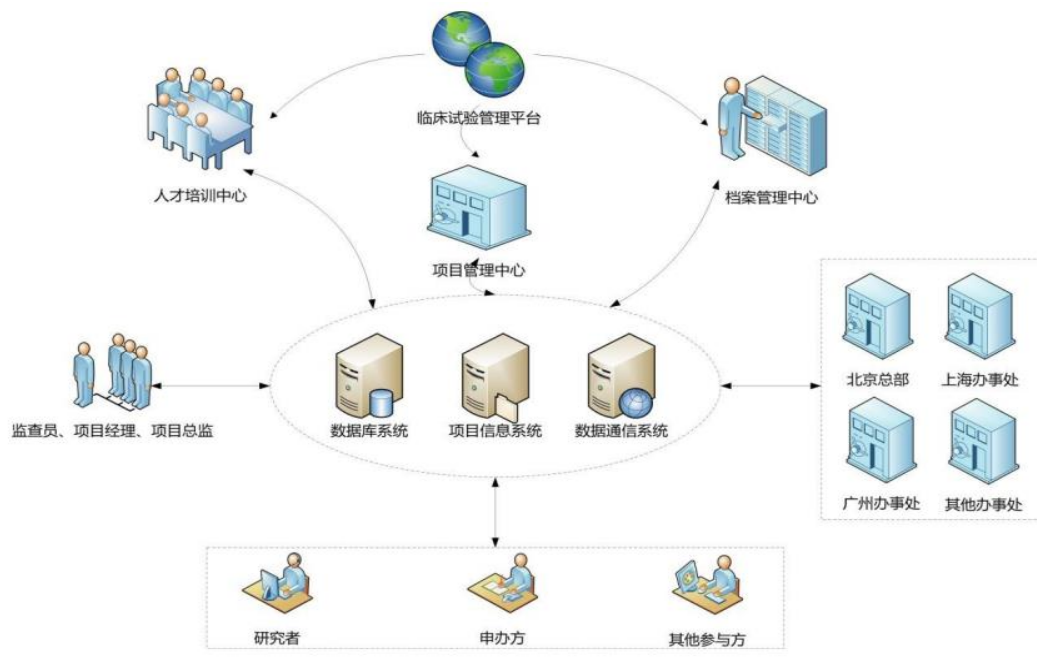 临床试验管理平台
人才培训中心
档案管理中心
项目管理中心
北京总部
上海办事处
监查员、项目经理、项目总监
数据库系统
项目信息系统
数据通信系统
广州办事处
其他办事处
研究者
申办方
其他参与方